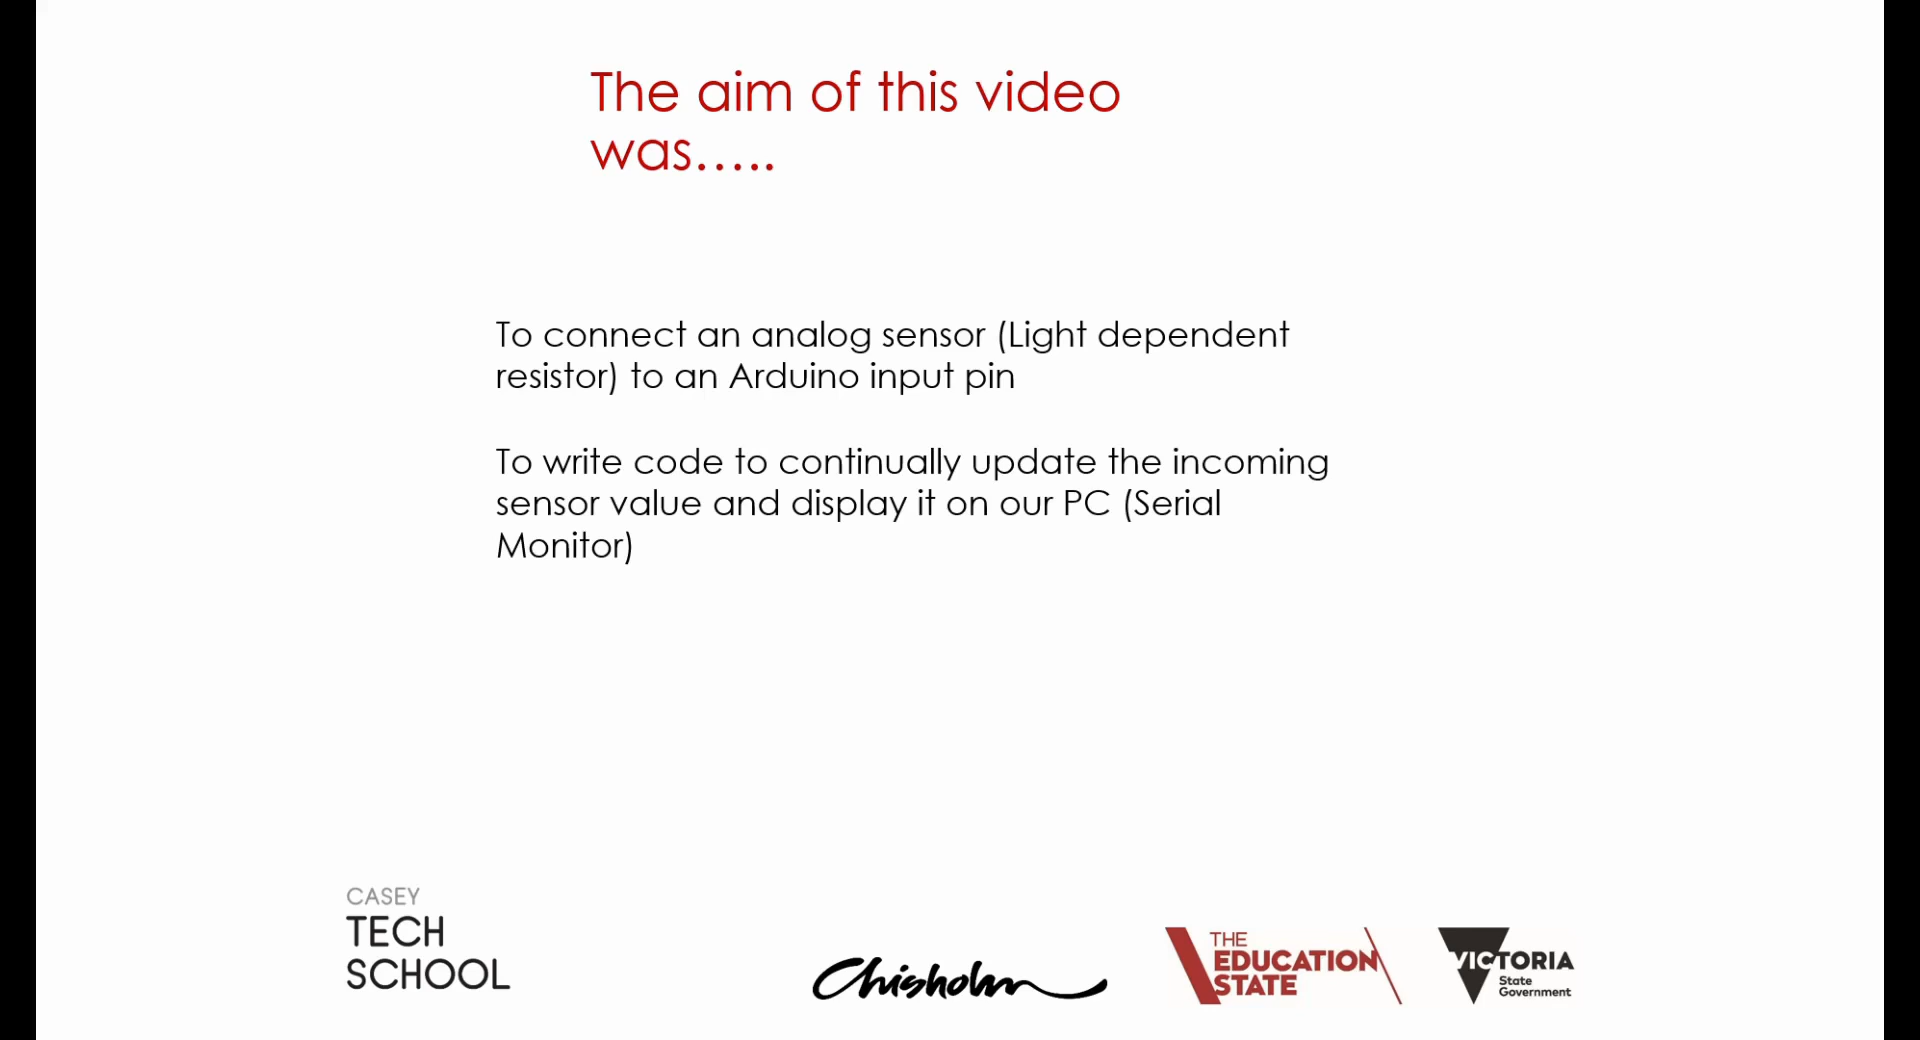 The aim of this video
was.....
To connect an analog sensor (Light dependent
resistor) to an Arduino input pin
To write code to continually update the incoming
sensor value and display it on our PC (Serial
Monitor)
CASEY
TECH
SCHOOL
Chisholm
THE
EDUCATION
STATE
VICTORIA
State
Government